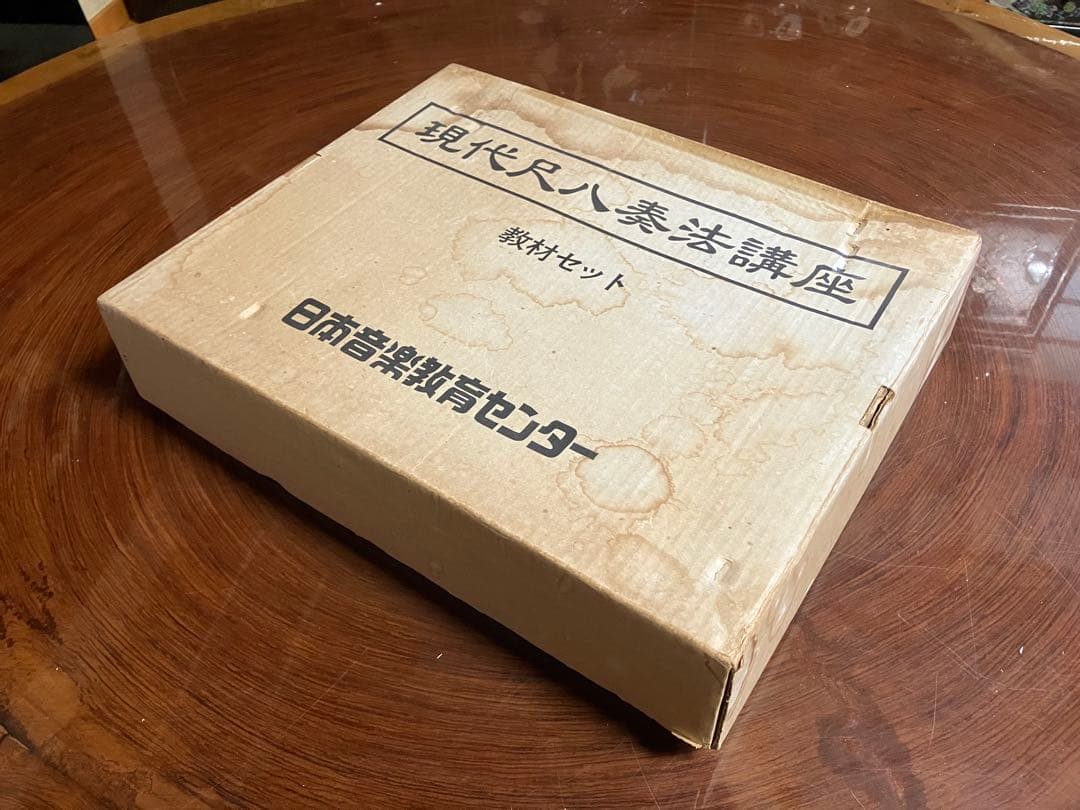 現代尺八奏法講座
教材セット
日本音楽教育センター